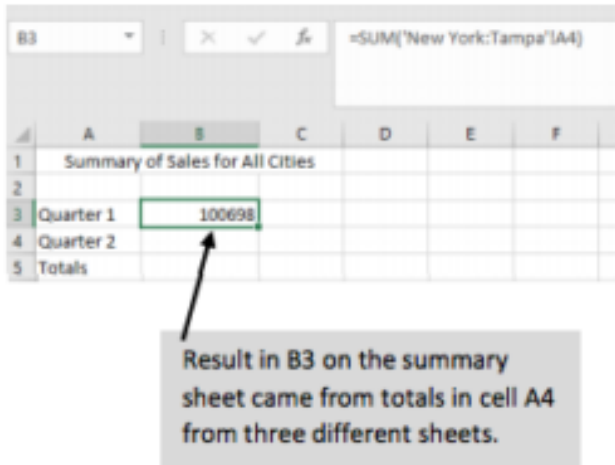 B3 fx =SUM('New York:Tampa'!A4)
A B C D E F
1 Summary of Sales for All Cities
2
3 Quarter 1 100698
4 Quarter 2
5 Totals
Result in B3 on the summary
sheet came from totals in cell A4
from three different sheets.